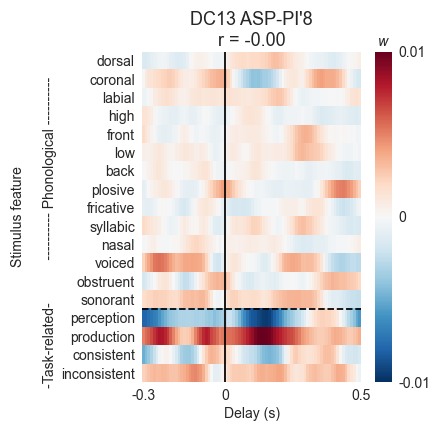 DC13 ASP-PI'8
r = -0.00
w
dorsal
coronal
labial
high
front
low
back
plosive
fricative
syllabic
nasal
voiced
obstruent
sonorant
perception
production
consistent
inconsistent
Stimulus feature
-Task-related- ---------- Phonological ----------
-0.3 0 0.5
Delay (s)
0.01
0
-0.01